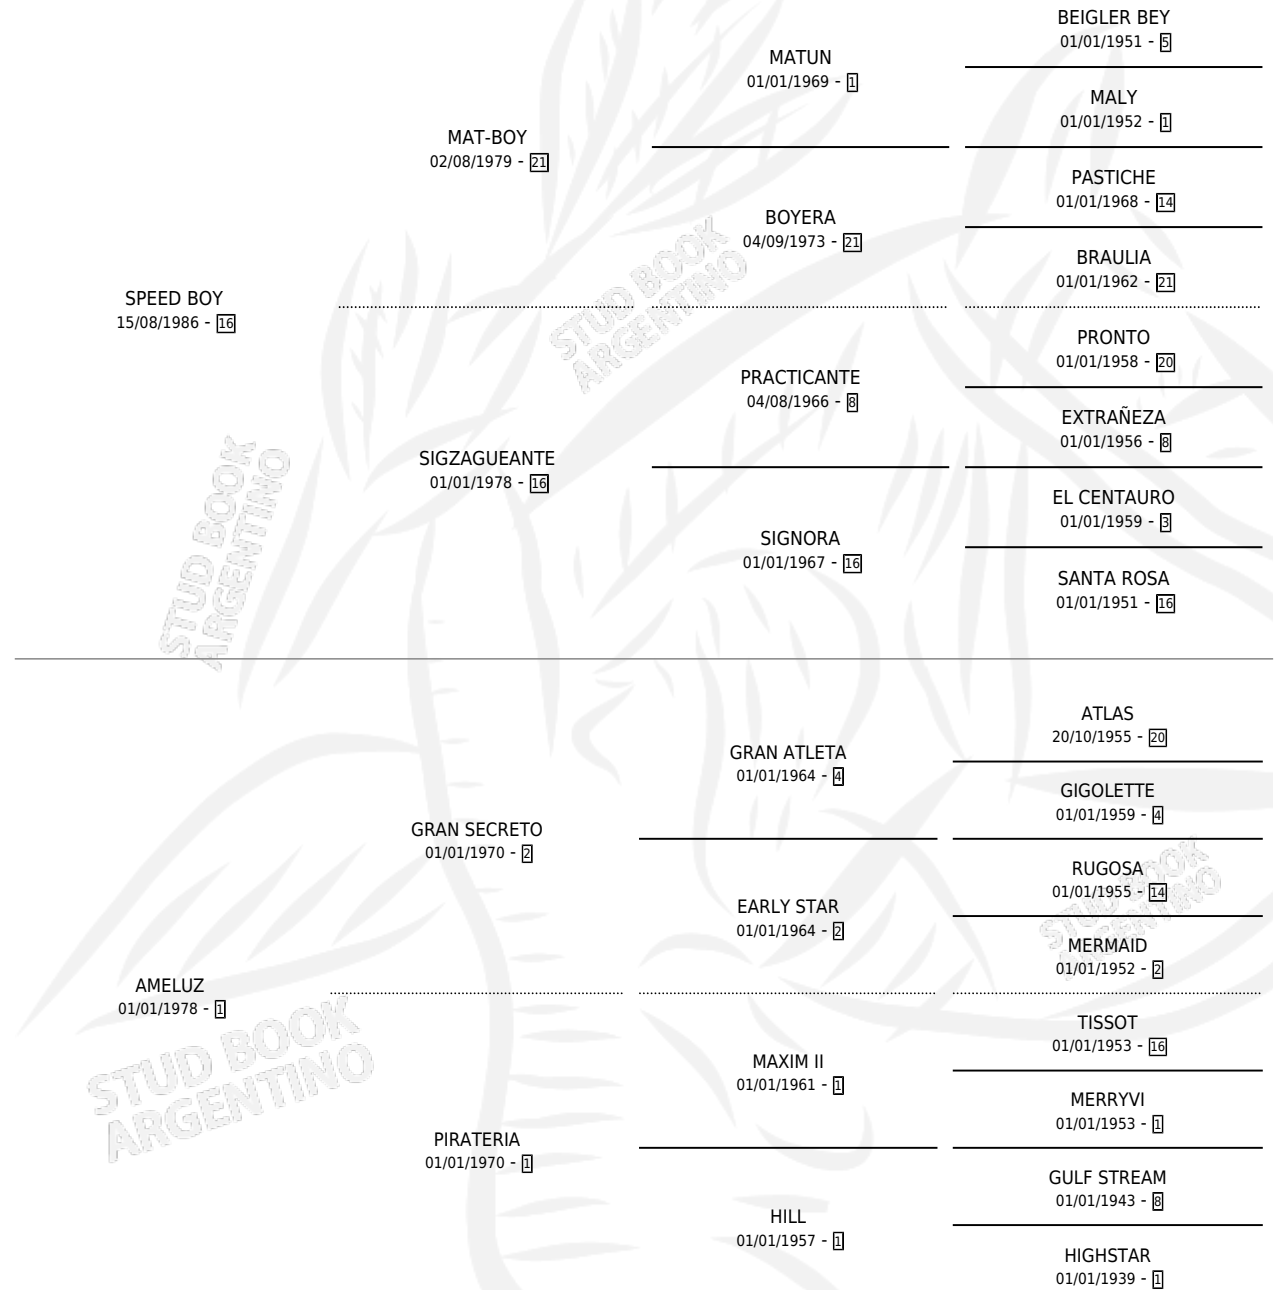 BEIGLER BEY
01/01/1951 - 5
MATUN
01/01/1969 - 1
MALY
01/01/1952 - 1
MAT-BOY
02/08/1979 - 21
PASTICHE
01/01/1968 - 14
BOYERA
04/09/1973 - 21
BRAULIA
01/01/1962 - 21
SPEED BOY
15/08/1986 - 16
PRONTO
01/01/1958 - 20
PRACTICANTE
04/08/1966 - 8
EXTRAÑEZA
01/01/1956 - 8
SIGZAGUEANTE
01/01/1978 - 16
EL CENTAURO
01/01/1959 - 3
SIGNORA
01/01/1967 - 16
SANTA ROSA
01/01/1951 - 16
ATLAS
20/10/1955 - 20
GRAN ATLETA
01/01/1964 - 4
GIGOLETTE
01/01/1959 - 4
GRAN SECRETO
01/01/1970 - 2
RUGOSA
01/01/1955 - 14
EARLY STAR
01/01/1964 - 2
MERMAID
01/01/1952 - 2
AMELUZ
01/01/1978 - 1
TISSOT
01/01/1953 - 16
MAXIM II
01/01/1961 - 1
MERRYVI
01/01/1953 - 1
PIRATERIA
01/01/1970 - 1
GULF STREAM
01/01/1943 - 8
HILL
01/01/1957 - 1
HIGHSTAR
01/01/1939 - 1
STUD BOOK
ARGENTINO
STUD BOOK
ARGENTINO
STUD BOOK
ARGENTINO
STUD BOOK
ARGENTINO